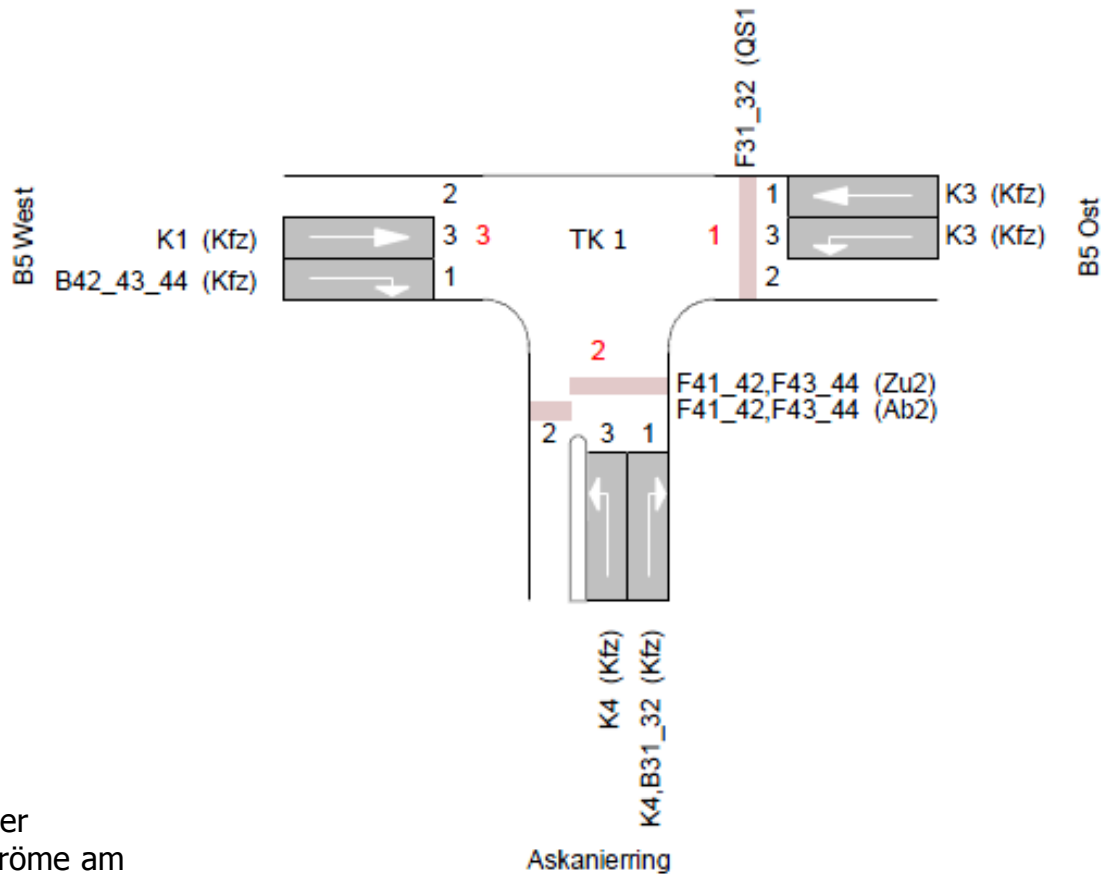 F31_32 (QS1)
B5 West
2
1
K3 (Kfz)
K1 (Kfz)
3
3
TK 1
1
3
K3 (Kfz)
B5 Ost
B42_43_44 (Kfz)
1
2
2
F41_42,F43_44 (Zu2)
F41_42,F43_44 (Ab2)
2
3
1
K4 (Kfz)
K4,B31_32 (Kfz)
er
röme am
Askanierring